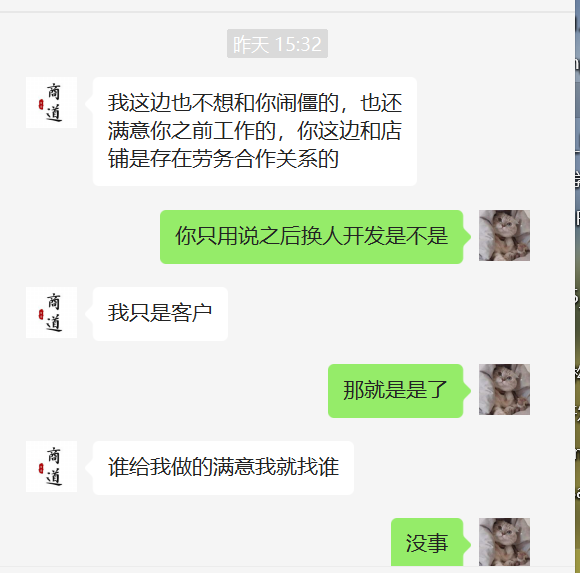 昨天 15:32
商
道
我这边也不想和你闹僵的，也还
满意你之前工作的，你这边和店
铺是存在劳务合作关系的
你只用说之后换人开发是不是
商
道
我只是客户
那就是是了
商
道
谁给我做的满意我就找谁
没事